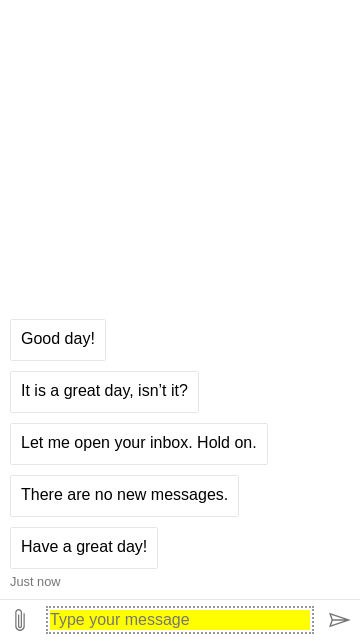 Good day!
It is a great day, isn’t it?
Let me open your inbox. Hold on.
There are no new messages.
Have a great day!
Just now
Type your message